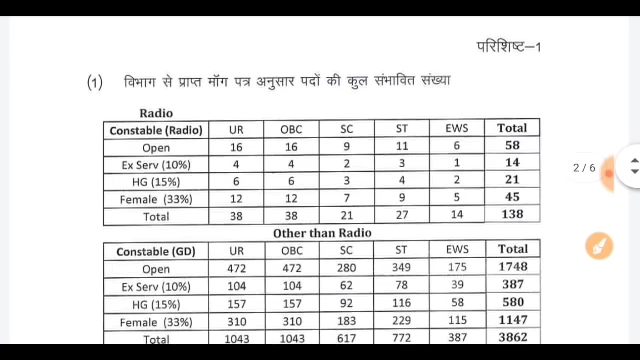 परिशिष्ट–1
(1) विभाग से प्राप्त मॉग पत्र अनुसार पदों की कुल संभावित संख्या
Radio
Constable (Radio) UR OBC SC ST EWS Total
Open 16 16 9 11 6 58
Ex Serv (10%) 4 4 2 3 1 14
2 / 6
HG (15%) 6 6 3 4 2 21
Female (33%) 12 12 7 9 5 45
Total 38 38 21 27 14 138
Other than Radio
Constable (GD) UR OBC SC ST EWS Total
Open 472 472 280 349 175 1748
Ex Serv (10%) 104 104 62 78 39 387
HG (15%) 157 157 92 116 58 580
Female (33%) 310 310 183 229 115 1147
Total 1043 1043 617 772 387 3862